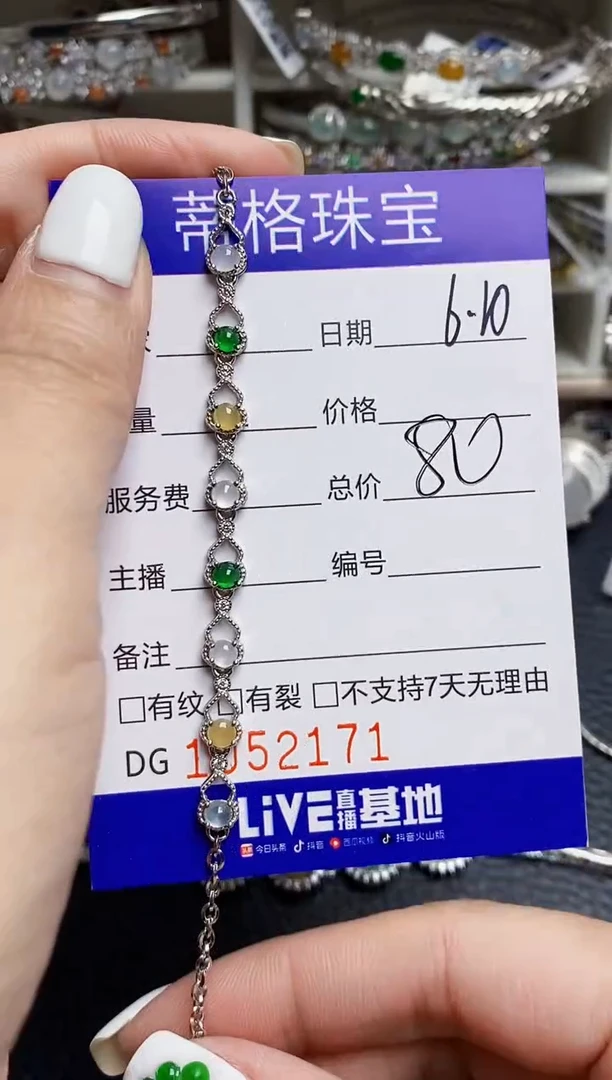 蒂格珠宝
日期 6-10
量 价格
服务费 总价 80
主播 编号
备注
□有纹 □有裂 □不支持7天无理由
DG 1052171
LiVE直播基地
今日头条 抖音 西瓜视频 抖音火山版